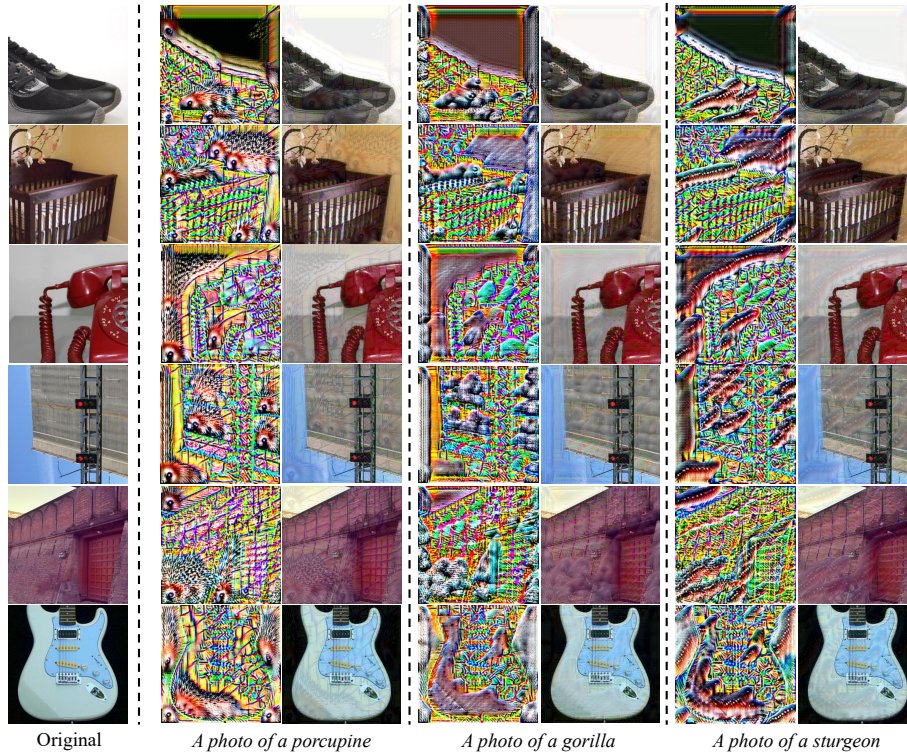 Original
A photo of a porcupine
A photo of a gorilla
A photo of a sturgeon